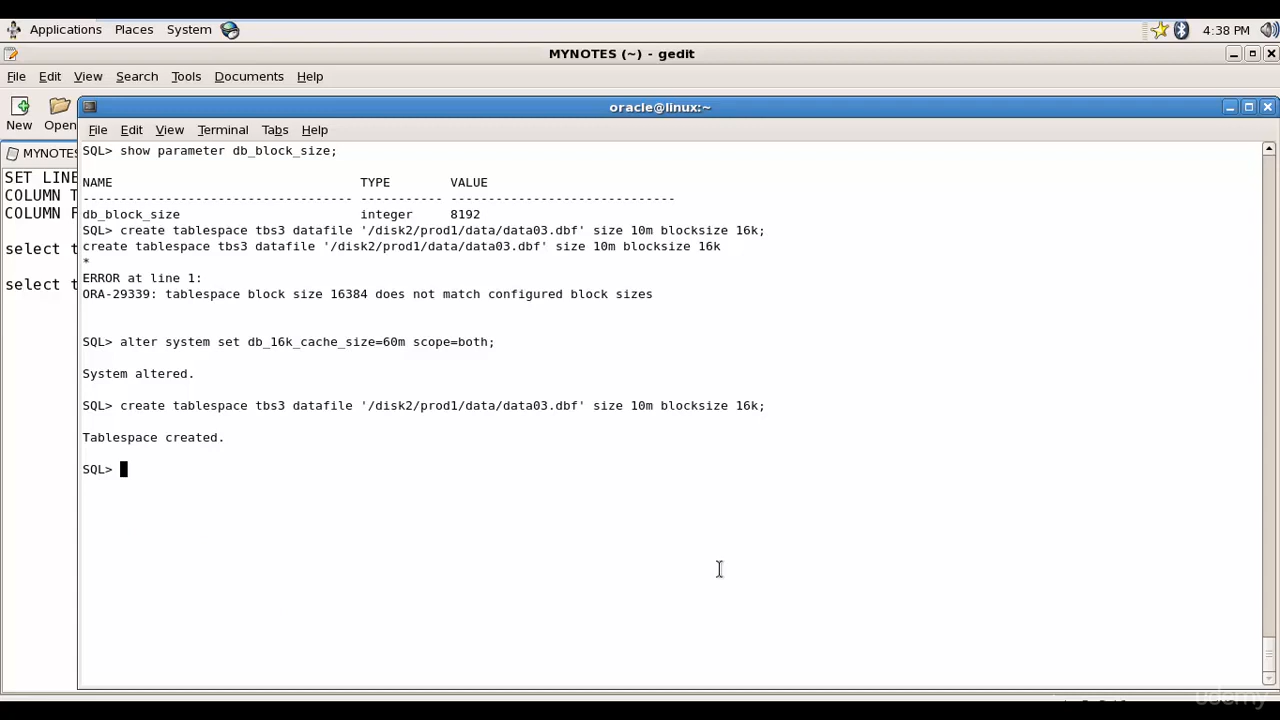 Applications Places System 4:38 PM
MYNOTES (~) - gedit
File Edit View Search Tools Documents Help
New Open
oracle@linux:~
File Edit View Terminal Tabs Help
MYNOTES
SET LINE
COLUMN T
COLUMN F
select t
select t
SQL> show parameter db_block_size;
NAME TYPE VALUE
------------------------------------ ----------- ------------------------------
db_block_size integer 8192
SQL> create tablespace tbs3 datafile '/disk2/prod1/data/data03.dbf' size 10m blocksize 16k;
create tablespace tbs3 datafile '/disk2/prod1/data/data03.dbf' size 10m blocksize 16k
*
ERROR at line 1:
ORA-29339: tablespace block size 16384 does not match configured block sizes
SQL> alter system set db_16k_cache_size=60m scope=both;
System altered.
SQL> create tablespace tbs3 datafile '/disk2/prod1/data/data03.dbf' size 10m blocksize 16k;
Tablespace created.
SQL>
udemy